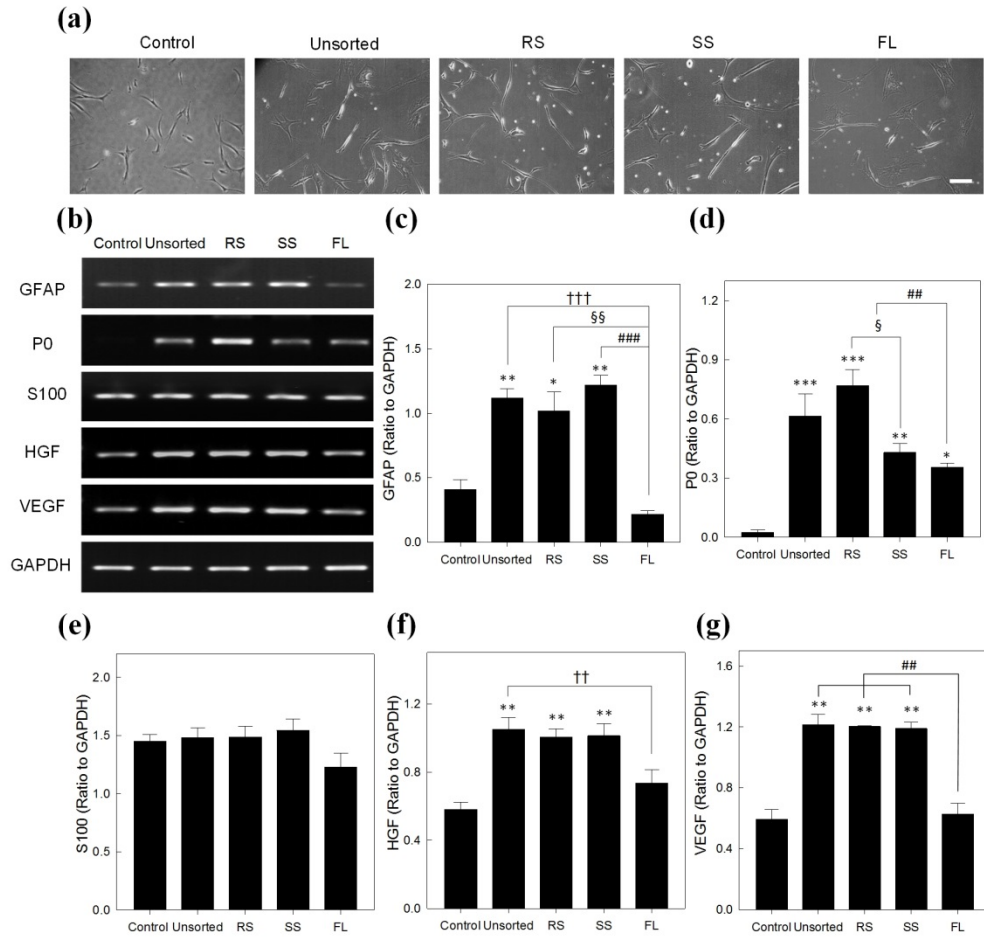 (a)
Control Unsorted RS SS FL
(b)
Control Unsorted RS SS FL
GFAP
P0
S100
HGF
VEGF
GAPDH
(c)
GFAP (Ratio to GAPDH)
2.0
1.5
1.0
0.5
0.0
†††
§§
###
** * **
Control Unsorted RS SS FL
(d)
P0 (Ratio to GAPDH)
1.2
0.9
0.6
0.3
0.0
##
§
*** *** ** *
Control Unsorted RS SS FL
(e)
S100 (Ratio to GAPDH)
2.0
1.5
1.0
1.5
0.0
Control Unsorted RS SS FL
(f)
HGF (Ratio to GAPDH)
1.2
0.8
0.4
0.0
††
** ** **
Control Unsorted RS SS FL
(g)
VEGF (Ratio to GAPDH)
1.6
1.2
0.6
0.4
0.0
##
** ** **
Control Unsorted RS SS FL